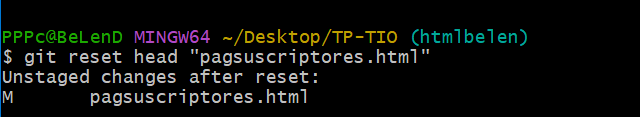 PPPc@BeLenD MINGW64 ~/Desktop/TP-TIO (htmlbelen)
$ git reset head "pagsuscriptores.html"
Unstaged changes after reset:
M       pagsuscriptores.html